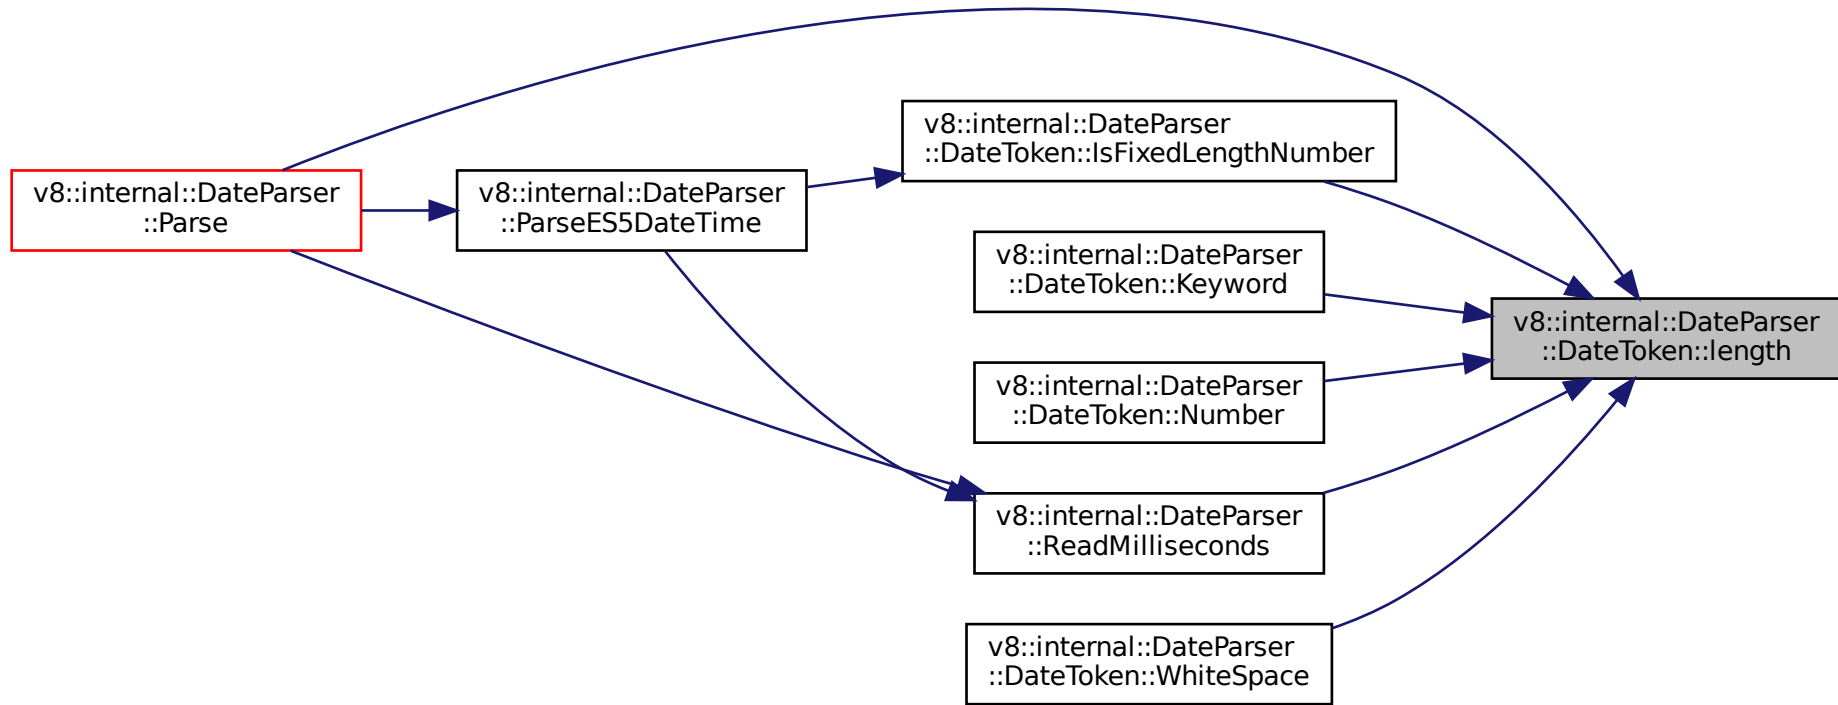 v8::internal::DateParser
::Parse
v8::internal::DateParser
::ParseES5DateTime
v8::internal::DateParser
::DateToken::IsFixedLengthNumber
v8::internal::DateParser
::DateToken::Keyword
v8::internal::DateParser
::DateToken::Number
v8::internal::DateParser
::ReadMilliseconds
v8::internal::DateParser
::DateToken::WhiteSpace
v8::internal::DateParser
::DateToken::length